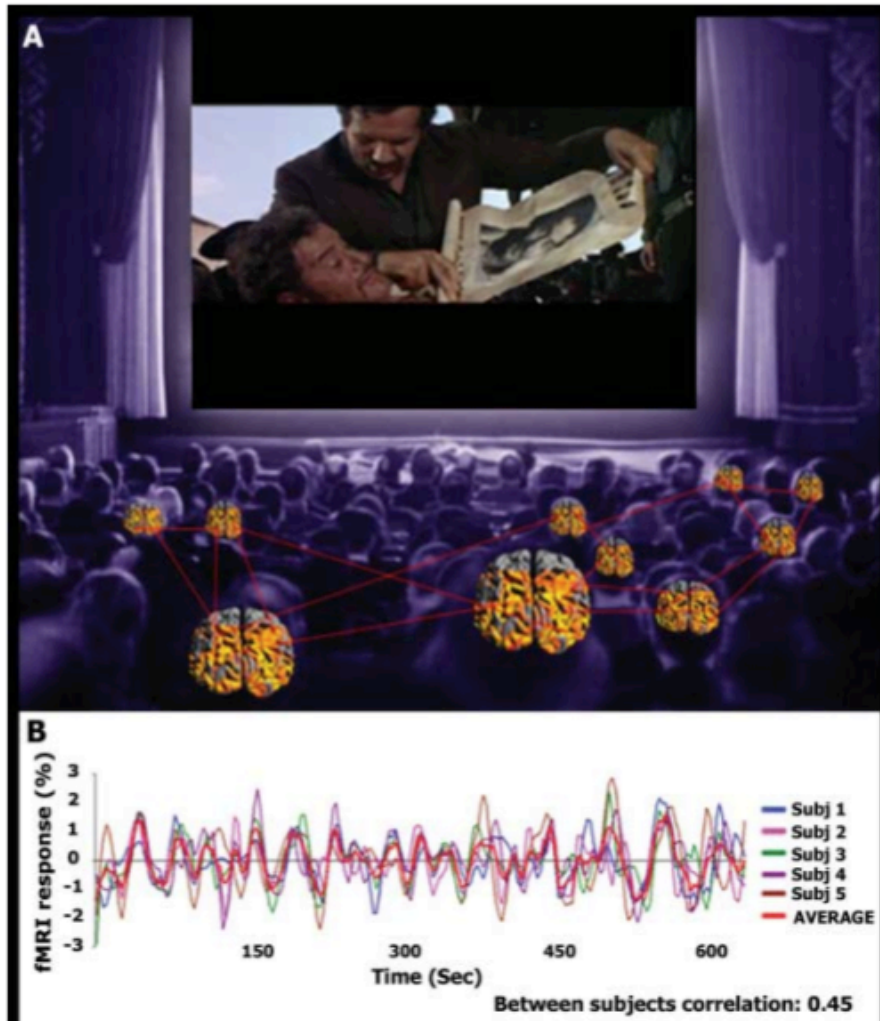 A
B
fMRI response (%)
3
2
1
0
-1
-2
-3
150
300
450
600
Time (Sec)
Subj 1
Subj 2
Subj 3
Subj 4
Subj 5
AVERAGE
Between subjects correlation: 0.45